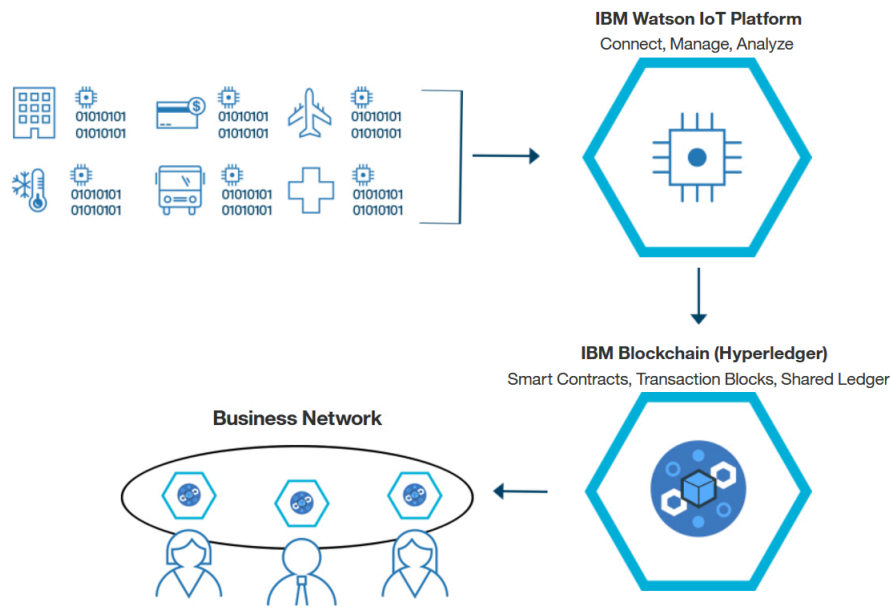 IBM Watson IoT Platform
Connect, Manage, Analyze
01010101
01010101
01010101
01010101
$
01010101
01010101
01010101
01010101
01010101
01010101
01010101
01010101
IBM Blockchain (Hyperledger)
Smart Contracts, Transaction Blocks, Shared Ledger
Business Network